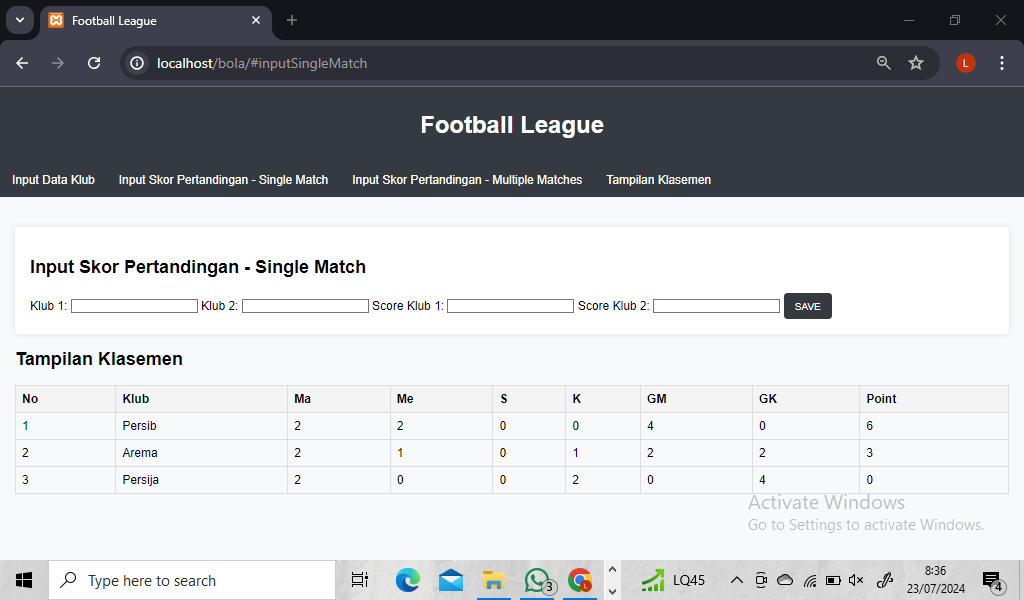 Football League
localhost/bola/#inputSingleMatch
L
Football League
Input Data Klub Input Skor Pertandingan - Single Match Input Skor Pertandingan - Multiple Matches Tampilan Klasemen
Input Skor Pertandingan - Single Match
Klub 1: Klub 2: Score Klub 1: Score Klub 2: SAVE
Tampilan Klasemen
No Klub Ma Me S K GM GK Point
1 Persib 2 2 0 0 4 0 6
2 Arema 2 1 0 1 2 2 3
3 Persija 2 0 0 2 0 4 0
Activate Windows
Go to Settings to activate Windows.
Type here to search 3 L LQ45 8:36
23/07/2024 4